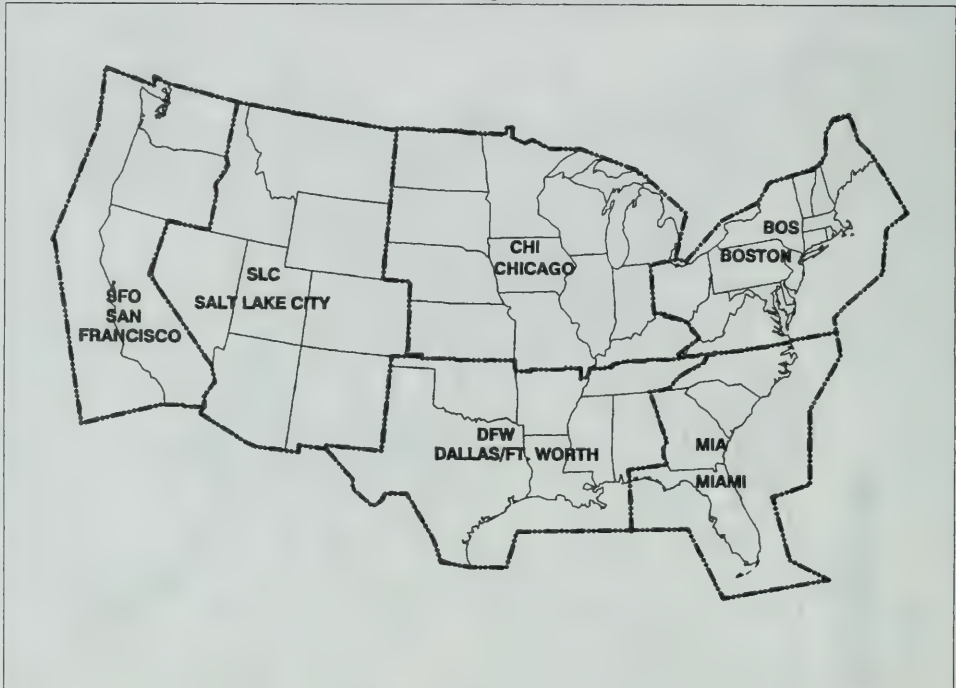 CHI
CHICAGO
BOS
BOSTON
SLC
SALT LAKE CITY
SFO
SAN
FRANCISCO
DFW
DALLAS/FT. WORTH
MIA
MIAMI